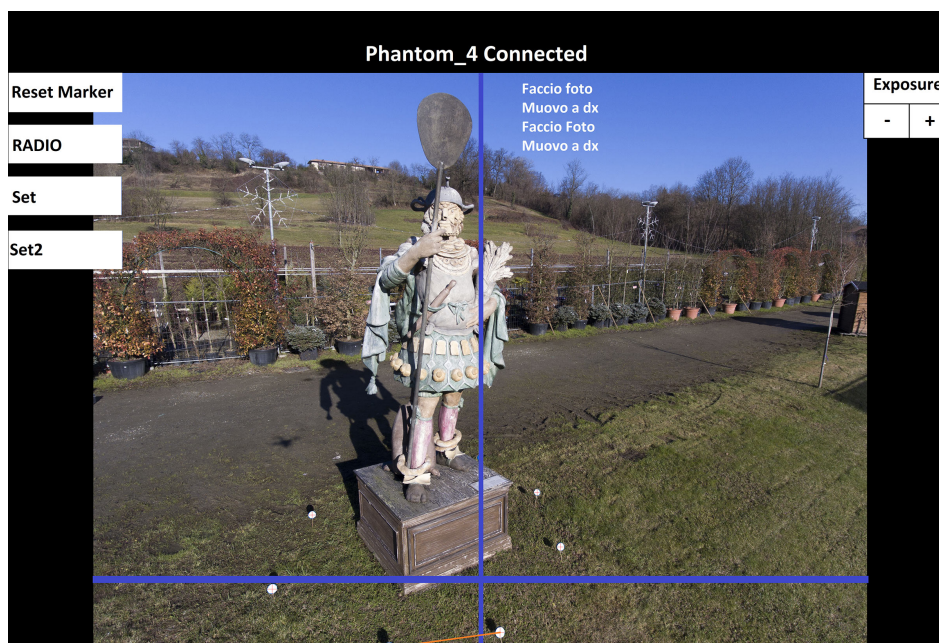 Phantom_4 Connected
Reset Marker
RADIO
Set
Set2
Faccio foto
Muovo a dx
Faccio Foto
Muovo a dx
Exposure
- +